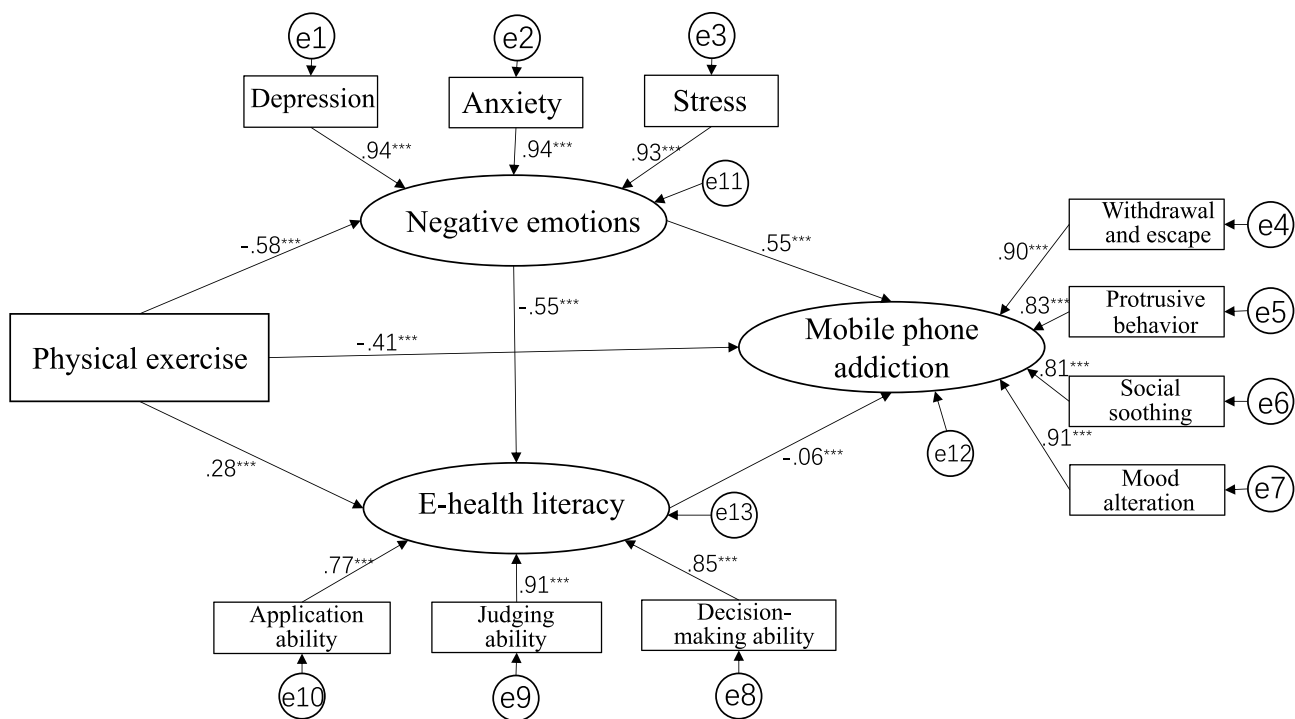 e1
e2
e3
Depression
Anxiety
Stress
.94***
.94***
.93***
e11
Negative emotions
-.58***
.55***
-.55***
Withdrawal
and escape
e4
.90***
Protrusive
behavior
e5
.83***
Physical exercise
-.41***
Mobile phone
addiction
Social
soothing
e6
.81***
Mood
alteration
e7
.91***
e12
.28***
-.06***
E-health literacy
e13
.77***
.91***
.85***
Application
ability
Judging
ability
Decision-
making ability
e10
e9
e8